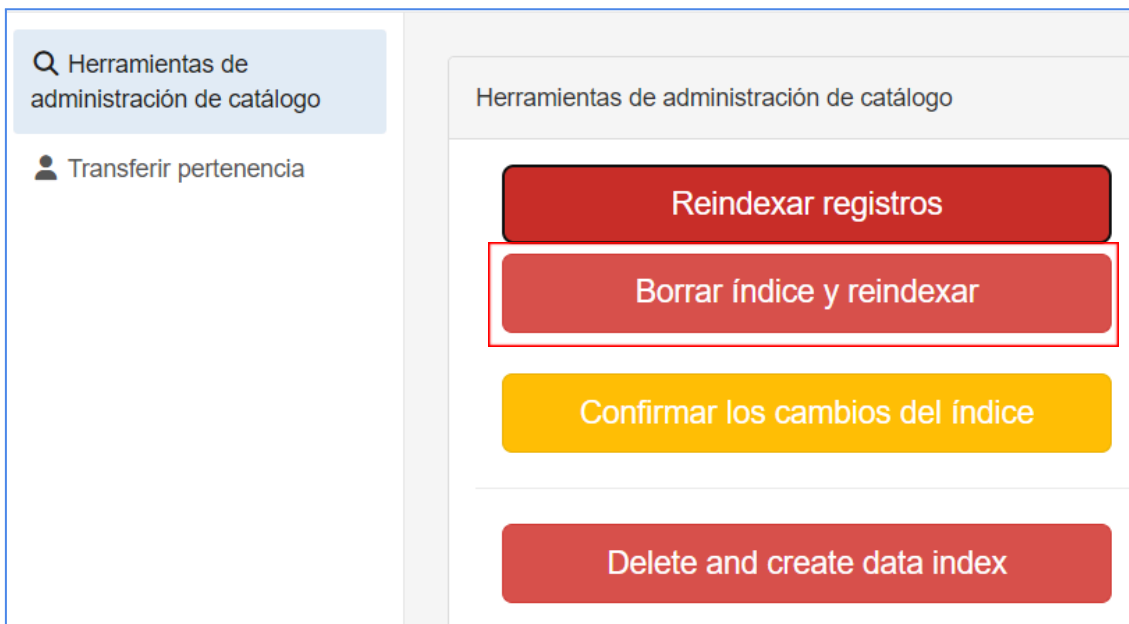 Herramientas de
administración de catálogo
Transferir pertenencia
Herramientas de administración de catálogo
Reindexar registros
Borrar índice y reindexar
Confirmar los cambios del índice
Delete and create data index